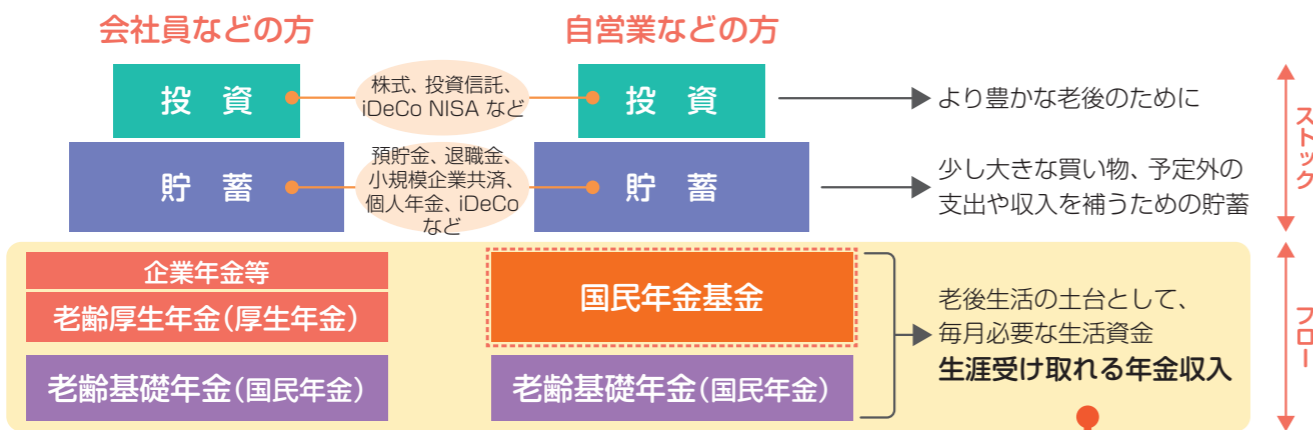 会社員などの方
自営業などの方
投 資
株式、投資信託、
iDeCo NISA など
投 資
より豊かな老後のために
貯 蓄
預貯金、退職金、
小規模企業共済、
個人年金、iDeCo
など
貯 蓄
少し大きな買い物、予定外の
支出や収入を補うための貯蓄
ストック
企業年金等
老齢厚生年金(厚生年金)
老齢基礎年金(国民年金)
国民年金基金
老齢基礎年金(国民年金)
老後生活の土台として、
毎月必要な生活資金
生涯受け取れる年金収入
フロー